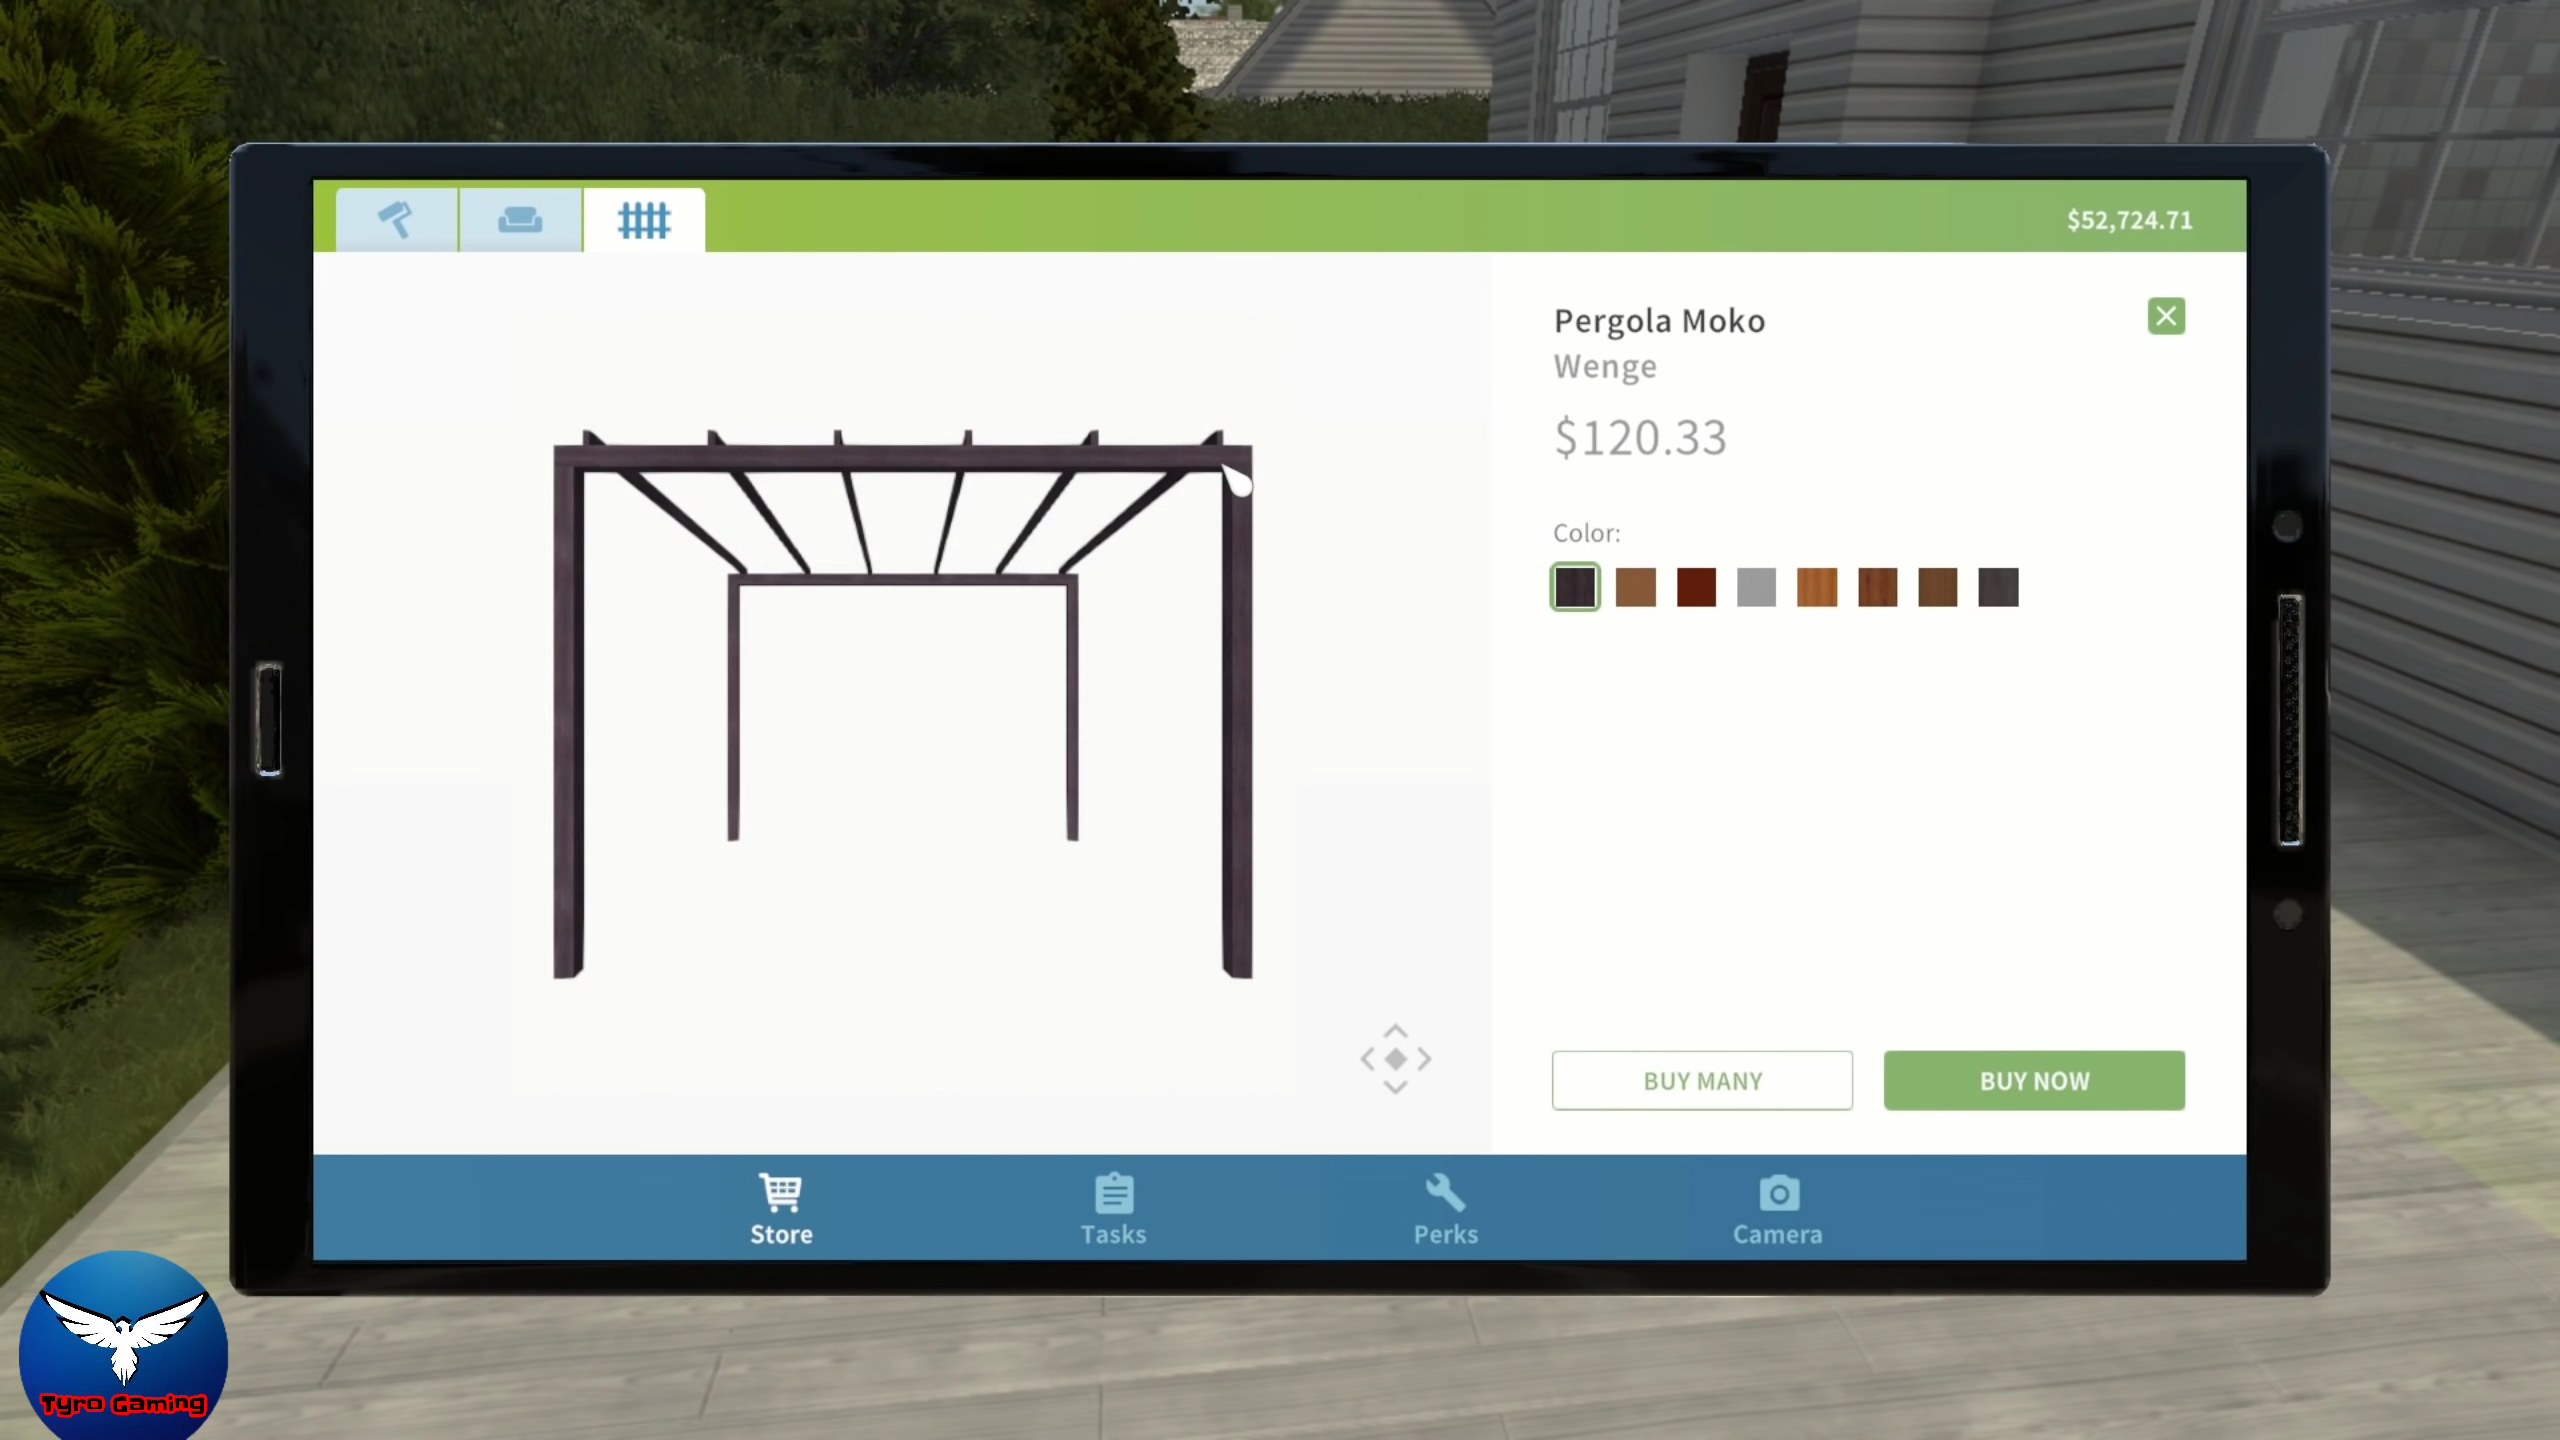 $52,724.71
Pergola Moko
Wenge
$120.33
Color:
BUY MANY
BUY NOW
Store
Tasks
Perks
Camera
Tyro Gaming